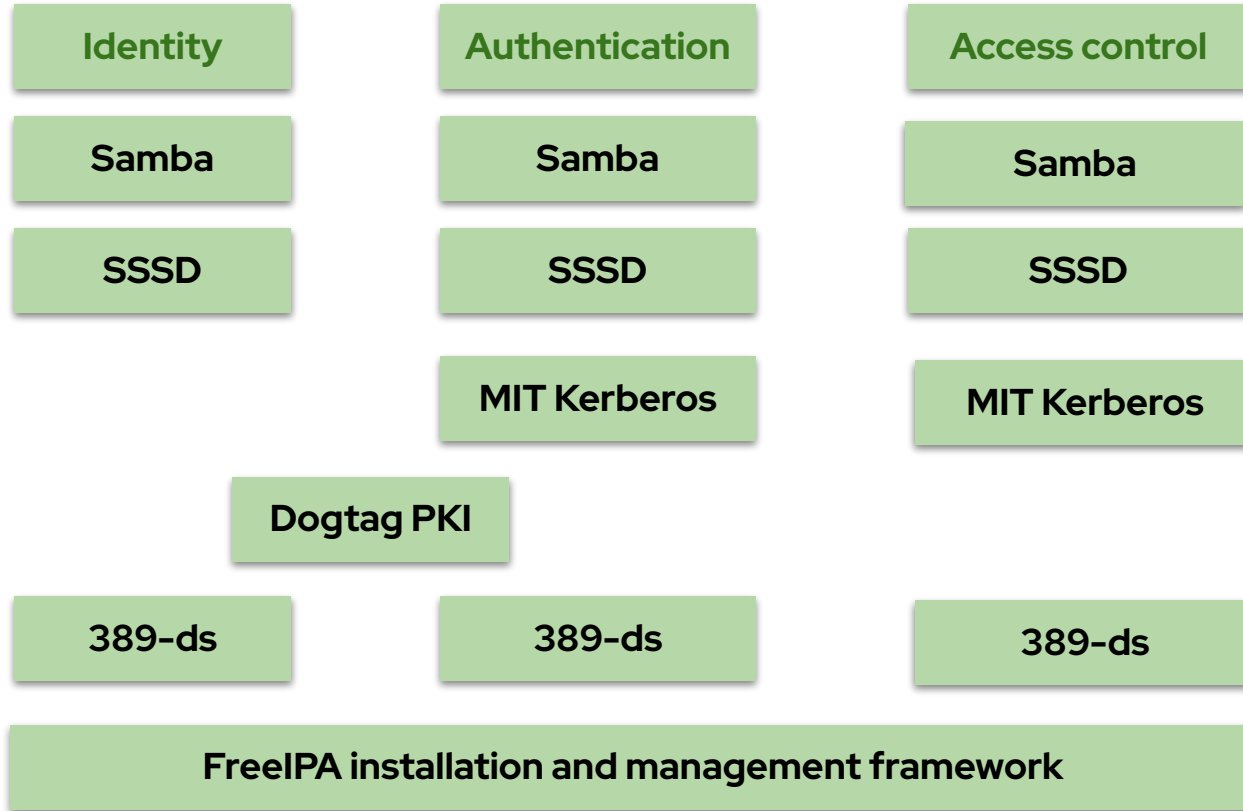 Identity
Authentication
Access control
Samba
Samba
Samba
SSSD
SSSD
SSSD
MIT Kerberos
MIT Kerberos
Dogtag PKI
389-ds
389-ds
389-ds
FreeIPA installation and management framework